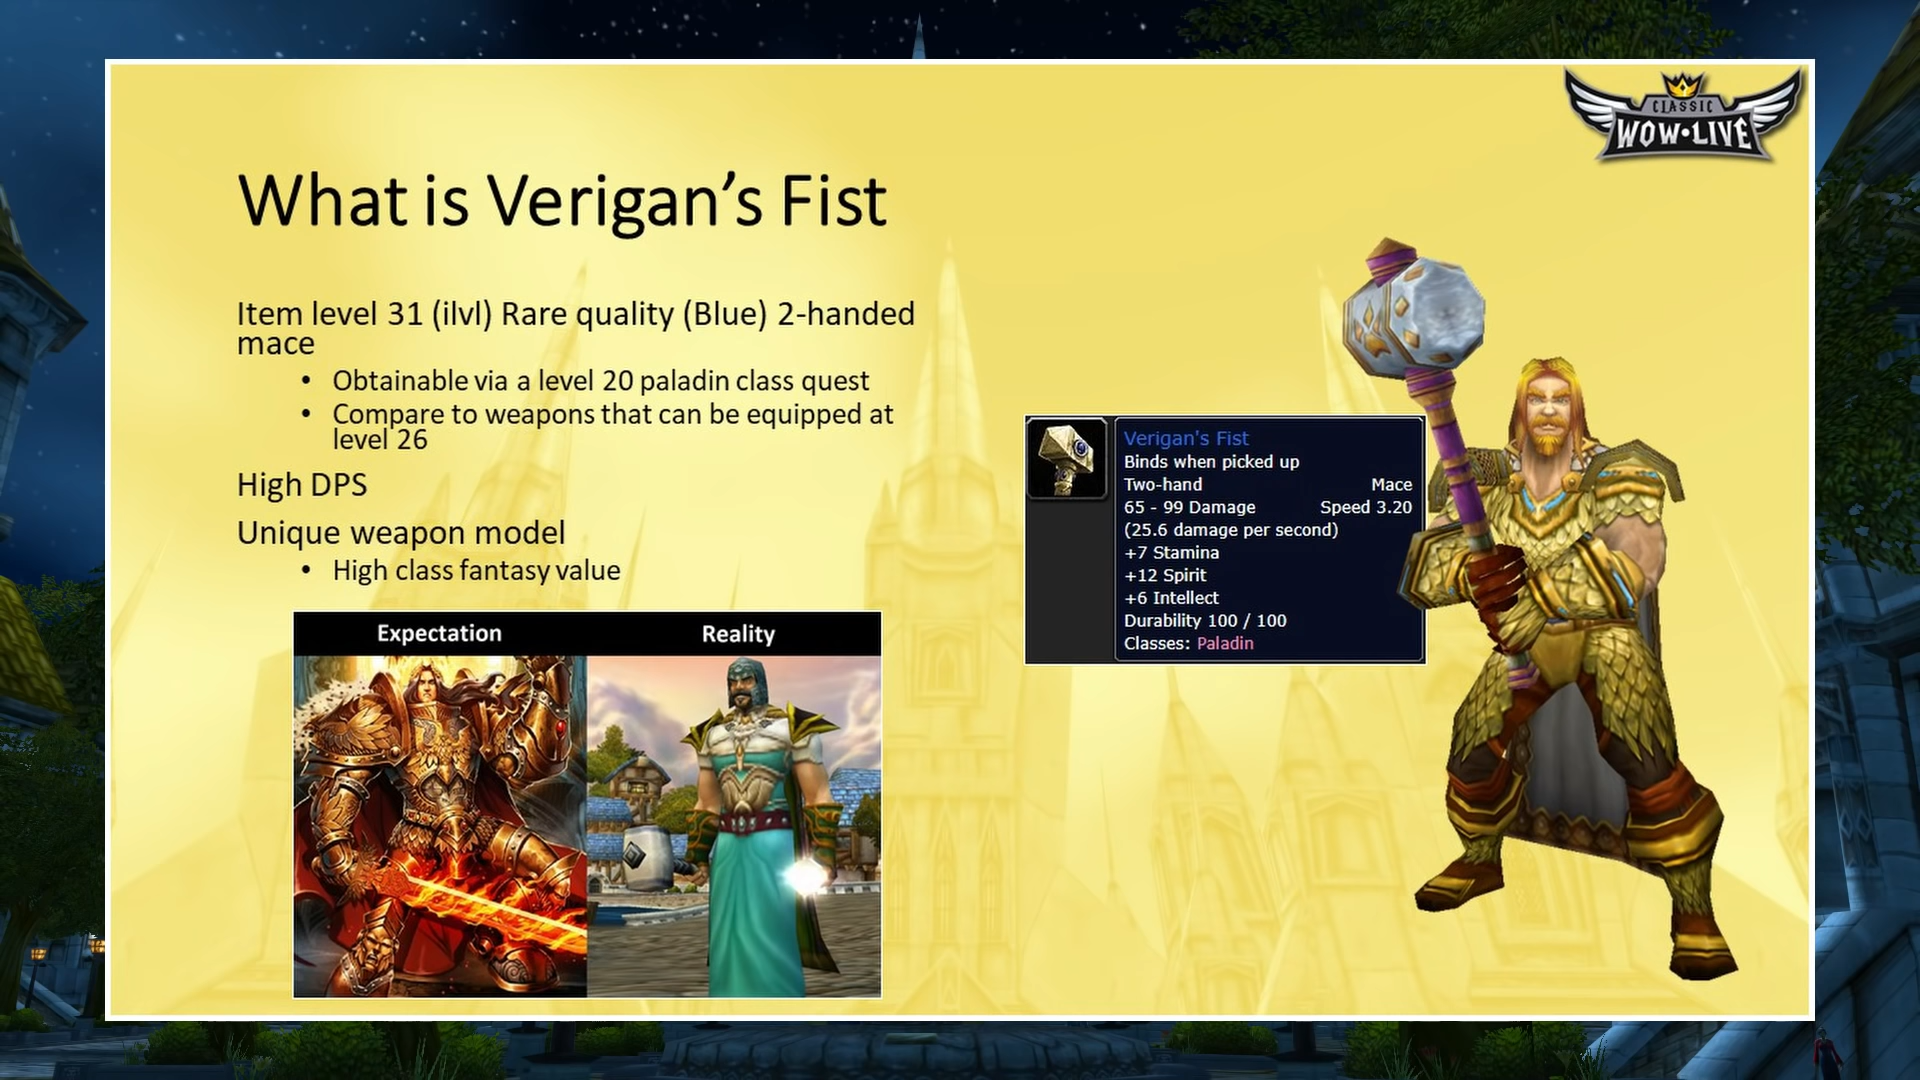 CLASSIC
WOW•LIVE
What is Verigan's Fist
Item level 31 (ilvl) Rare quality (Blue) 2-handed
mace
• Obtainable via a level 20 paladin class quest
• Compare to weapons that can be equipped at
level 26
High DPS
Unique weapon model
• High class fantasy value
Expectation
Reality
Verigan's Fist
Binds when picked up
Two-hand Mace
65 - 99 Damage Speed 3.20
(25.6 damage per second)
+7 Stamina
+12 Spirit
+6 Intellect
Durability 100 / 100
Classes: Paladin